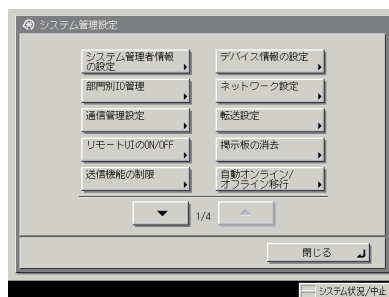 システム管理設定
システム管理者情報
の設定
デバイス情報の設定
部門別ID管理
ネットワーク設定
通信管理設定
転送設定
リモートUIのON/OFF
掲示板の消去
送信機能の制限
自動オンライン/
オフライン移行
1/4
閉じる
システム状況/中止